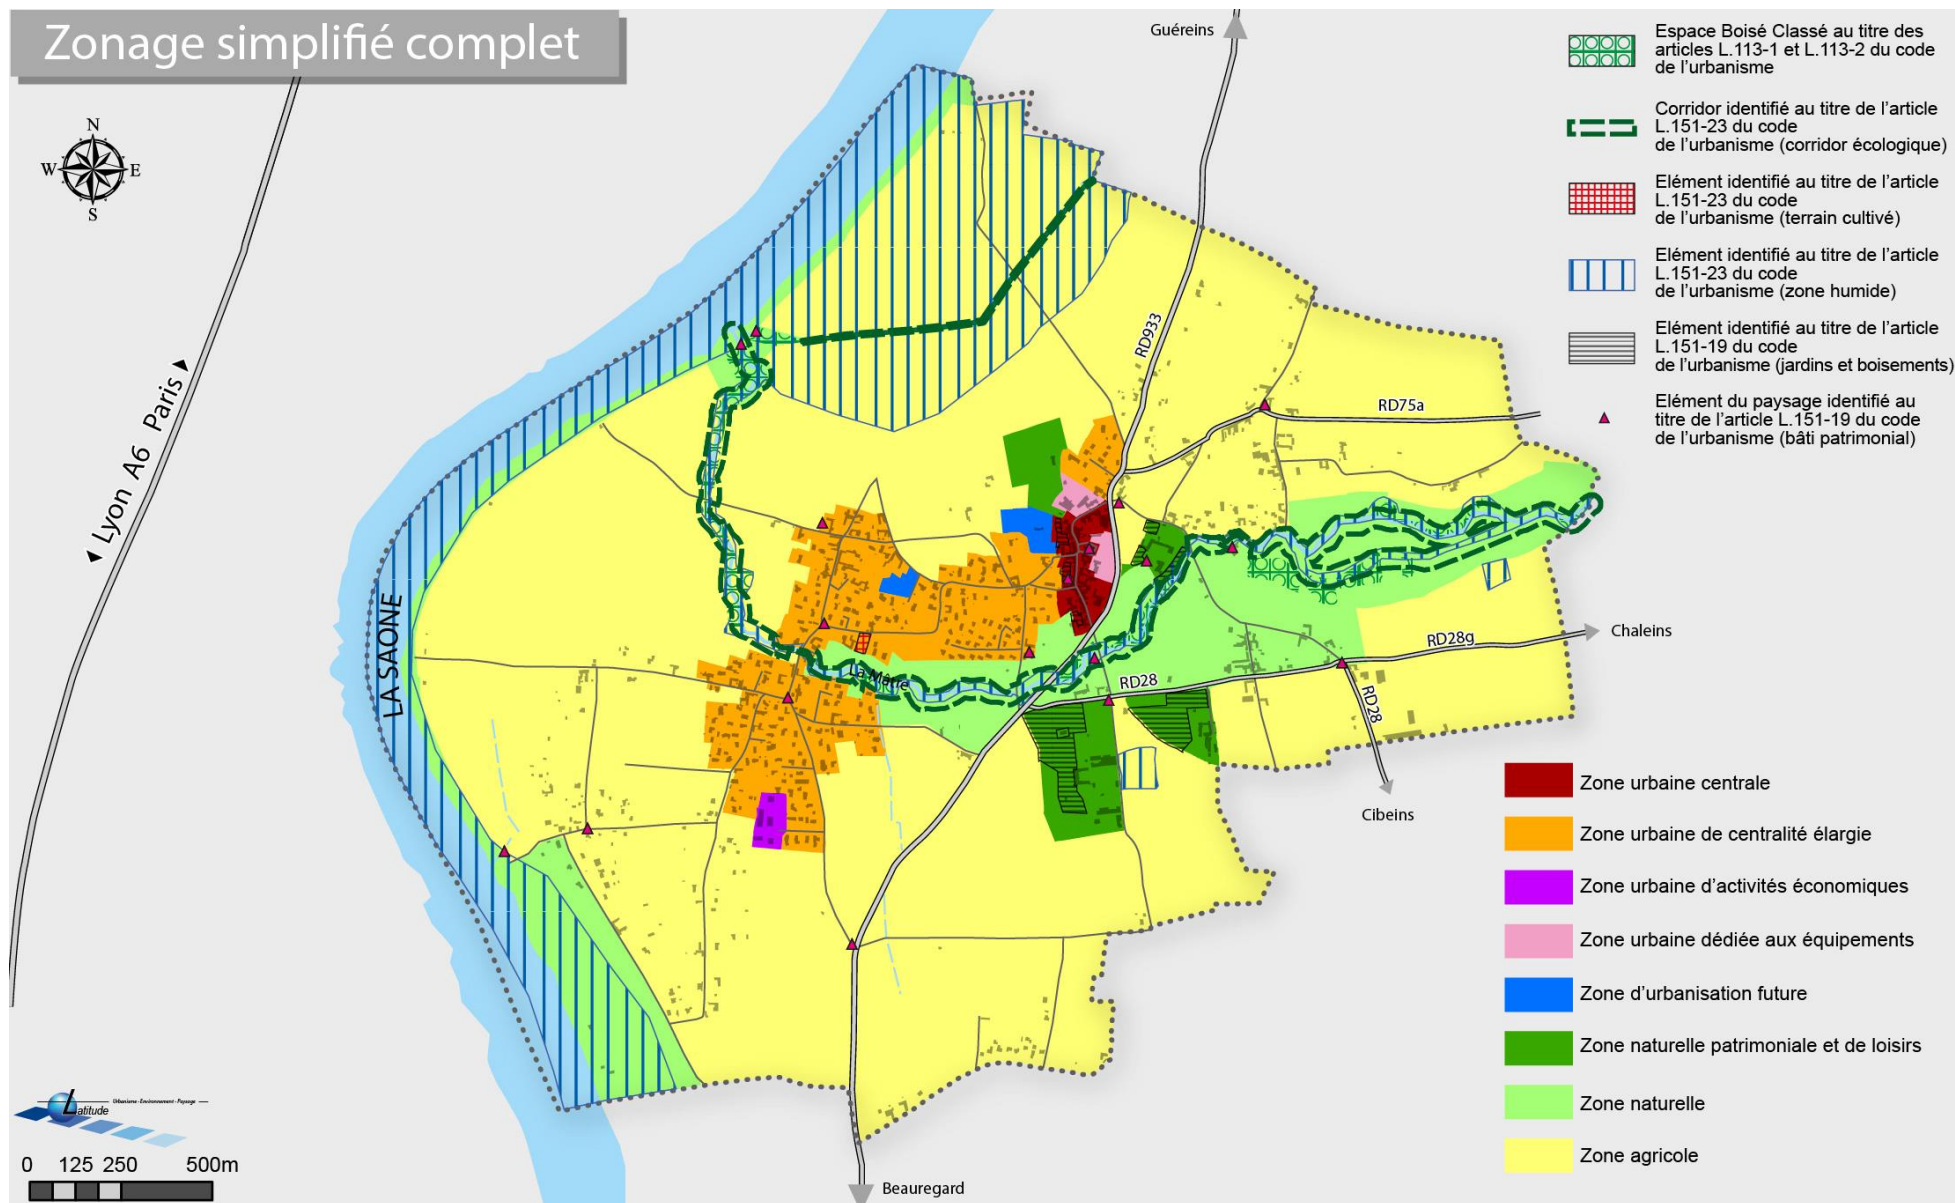 Zonage simplifié complet
N
W E
S
Lyon A6 Paris
LA SAONE
Guéreins
RD933
RD75a
RD28g
Chaleins
RD28
RD28
Cibeins
La Mâtre
Beauregard
Espace Boisé Classé au titre des
articles L.113-1 et L.113-2 du code
de l'urbanisme
Corridor identifié au titre de l'article
L.151-23 du code
de l'urbanisme (corridor écologique)
Elément identifié au titre de l'article
L.151-23 du code
de l'urbanisme (terrain cultivé)
Elément identifié au titre de l'article
L.151-23 du code
de l'urbanisme (zone humide)
Elément identifié au titre de l'article
L.151-19 du code
de l'urbanisme (jardins et boisements)
Elément du paysage identifié au
titre de l'article L.151-19 du code
de l'urbanisme (bâti patrimonial)
Zone urbaine centrale
Zone urbaine de centralité élargie
Zone urbaine d'activités économiques
Zone urbaine dédiée aux équipements
Zone d'urbanisation future
Zone naturelle patrimoniale et de loisirs
Zone naturelle
Zone agricole
Latitude
Urbanisme - Environnement - Paysage
0 125 250 500m